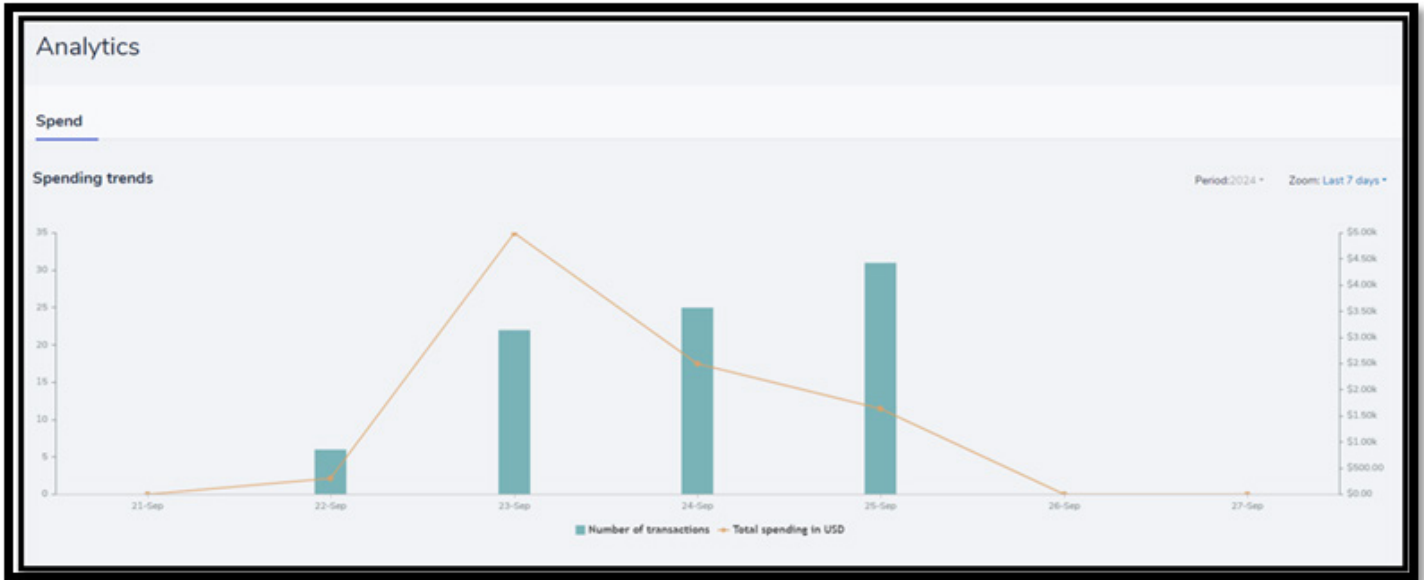 Analytics
Spend
Spending trends
Period:2024
Zoom: Last 7 days
35
30
25
20
15
10
5
0
$5.00k
$4.50k
$4.00k
$3.50k
$3.00k
$2.50k
$2.00k
$1.50k
$1.00k
$500.00
$0.00
21-Sep 22-Sep 23-Sep 24-Sep 25-Sep 26-Sep 27-Sep
Number of transactions Total spending in USD